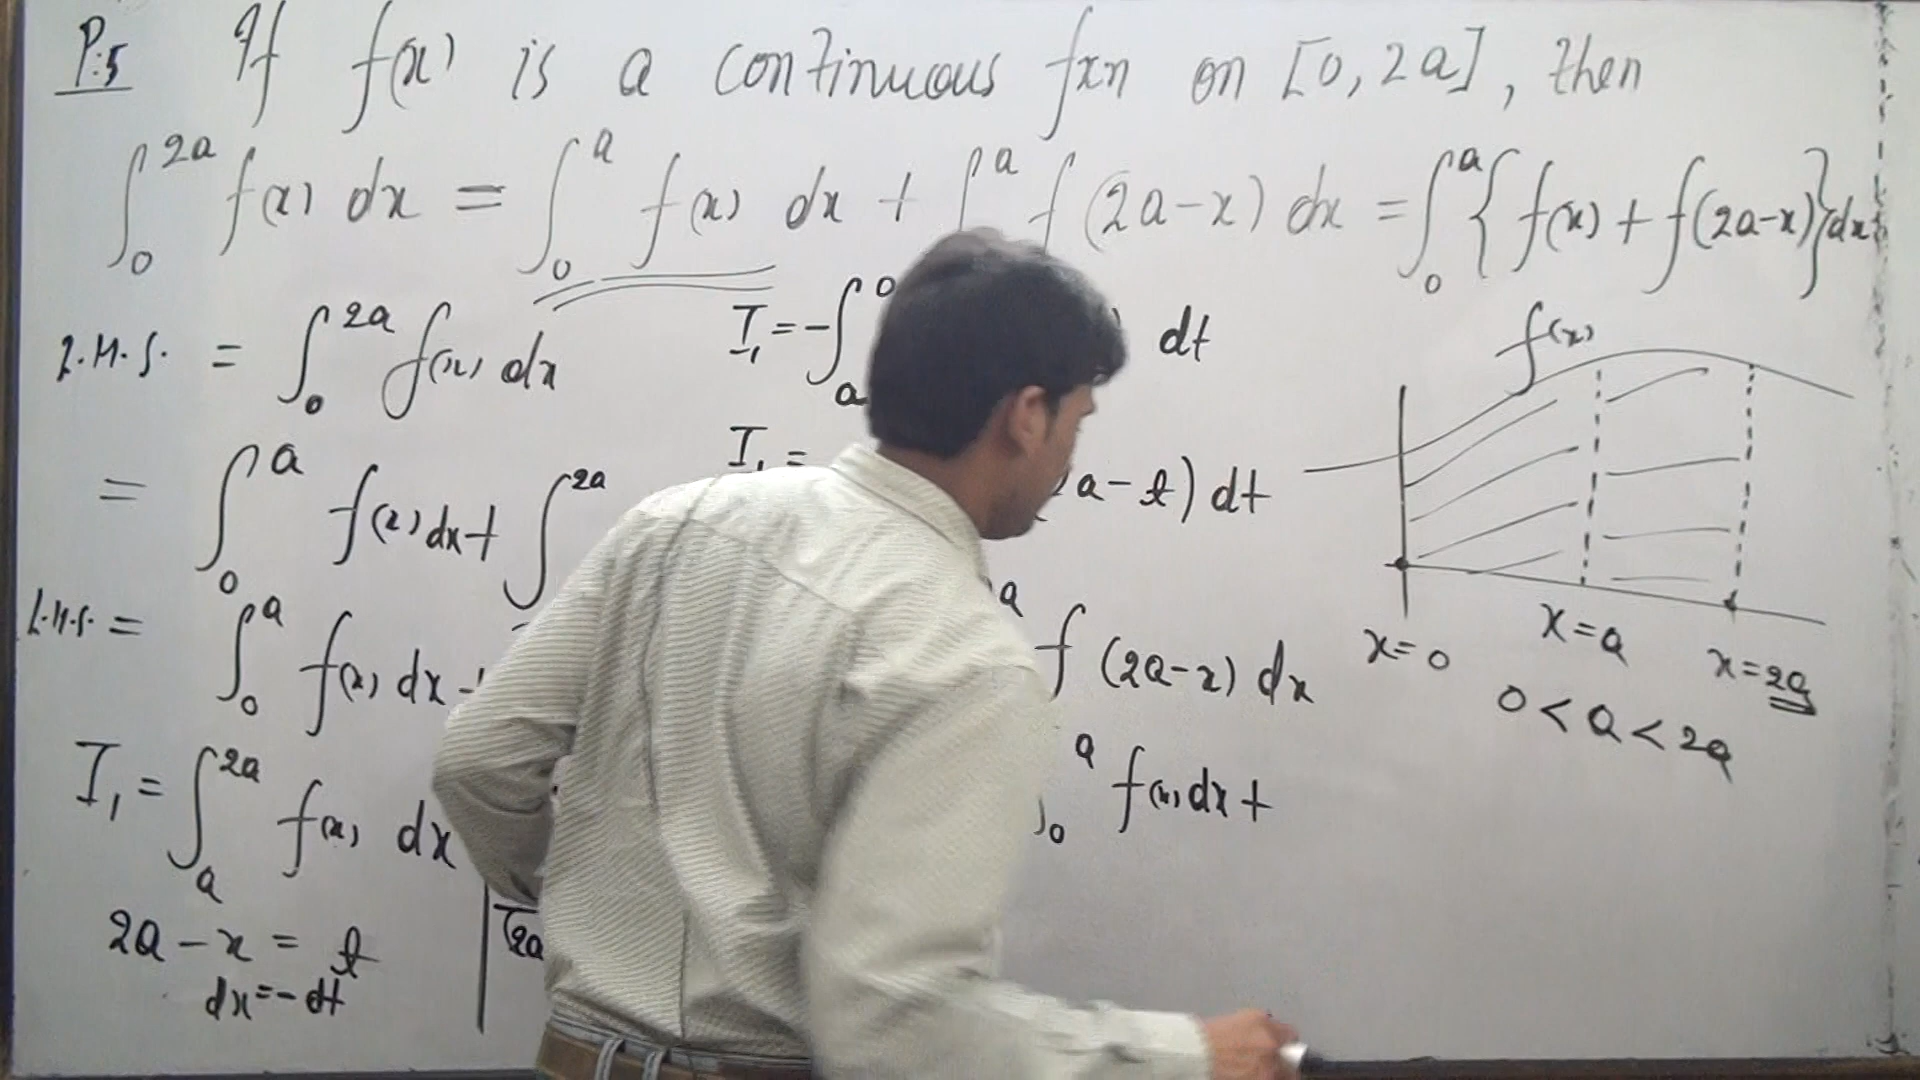 P:5 If f(x) is a continuous fxn on [0, 2a], then
∫₀^2a f(x) dx = ∫₀^a f(x) dx + ∫^a f(2a-x) dx = ∫₀^a { f(x) + f(2a-x)} dx
L.H.S. = ∫₀^2a f(x) dx
= ∫₀^a f(x) dx + ∫^2a
L.H.S. = ∫₀^a f(x) dx +
I₁ = ∫_a^2a f(x) dx
2a - x = t
dx = - dt
2a
I₁ = - ∫_a^0 dt
I₁ = a - t) dt
a f (2a-x) dx
∫₀^a f(x) dx +
f(x)
x=0
x=a
x=2a
0 < a < 2a